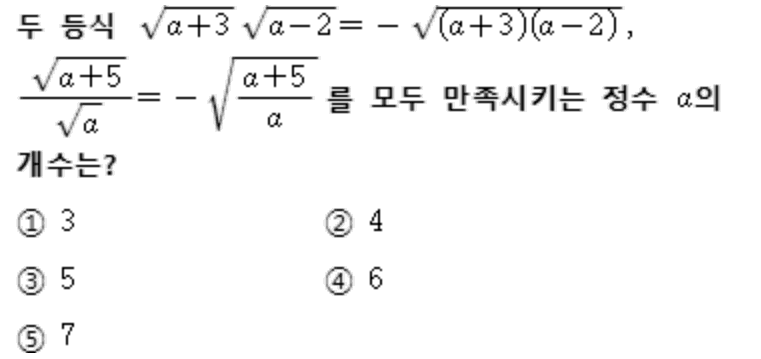 두 등식 √(a+3) √(a−2) = −√((a+3)(a−2)),
√(a+5)/√a = −√((a+5)/a) 를 모두 만족시키는 정수 a의
개수는?
① 3 ② 4
③ 5 ④ 6
⑤ 7